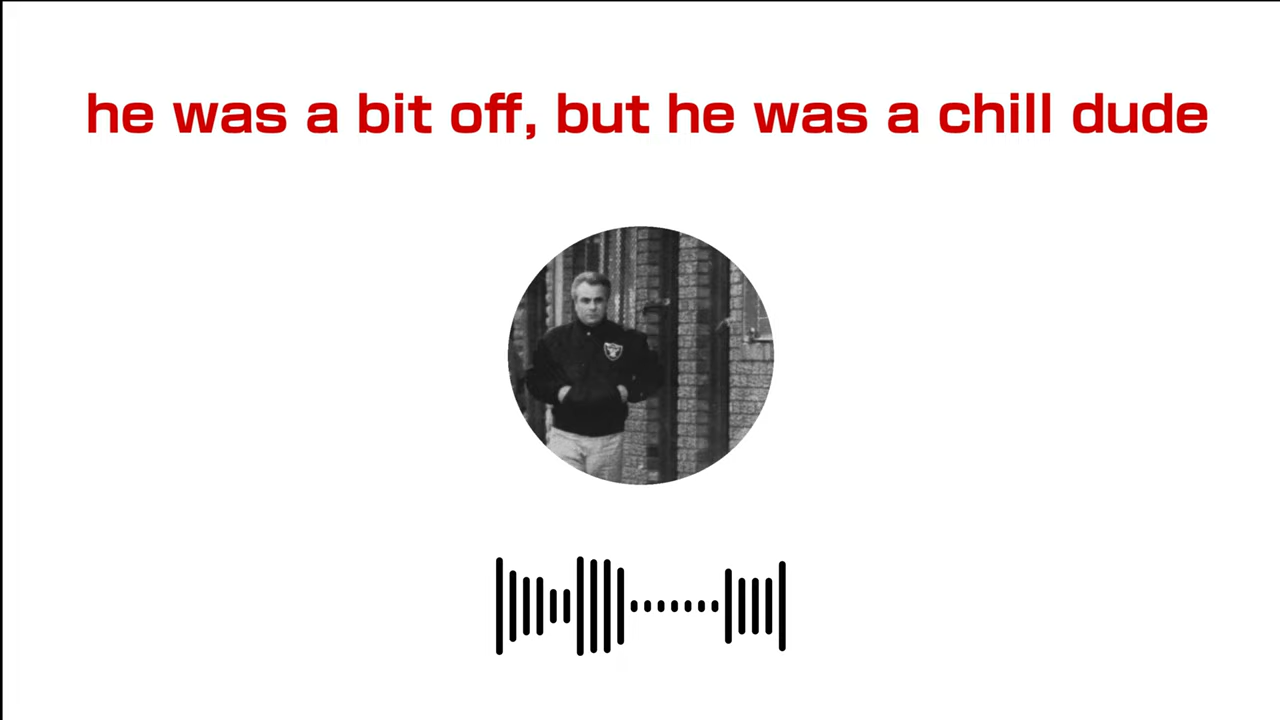 he was a bit off, but he was a chill dude